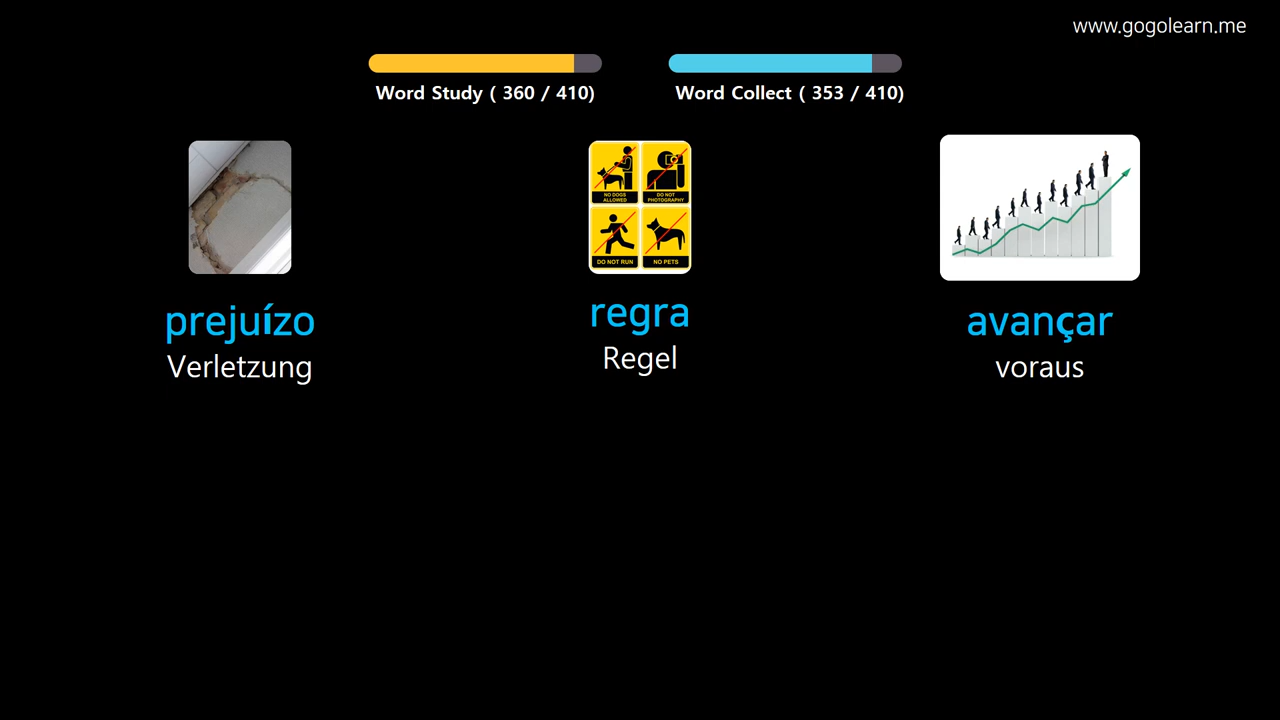 www.gogolearn.me
Word Study ( 360 / 410)
Word Collect ( 353 / 410)
NO DOGS
ALLOWED
DO NOT
PHOTOGRAPHY
DO NOT RUN
NO PETS
prejuízo
Verletzung
regra
Regel
avançar
voraus